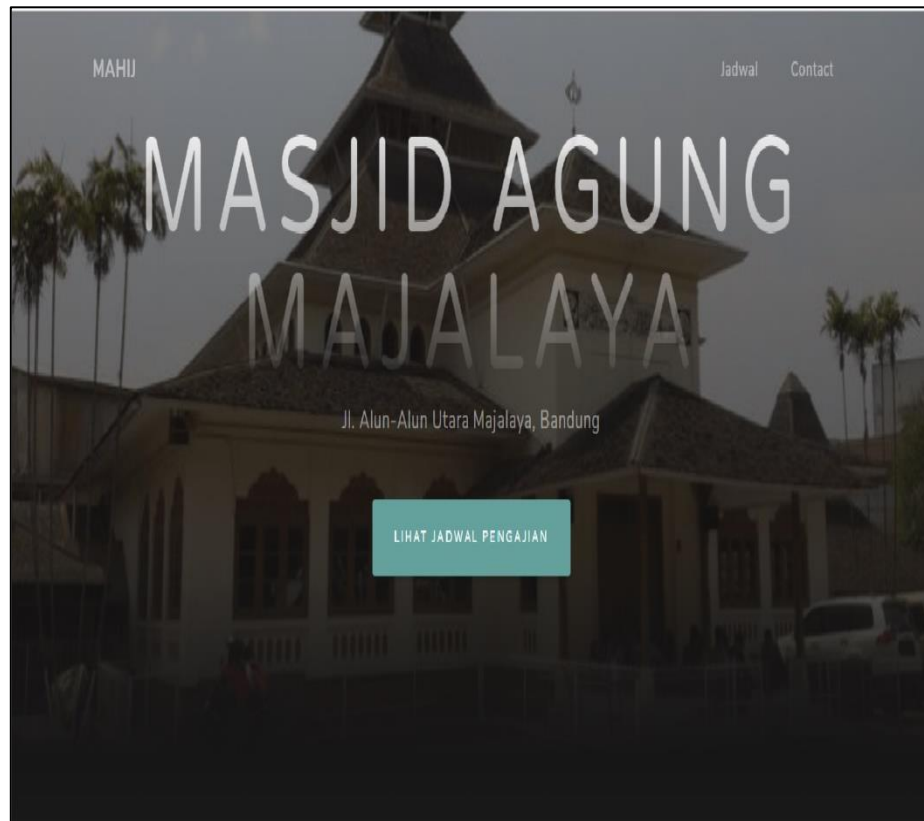 MAHIJ
Jadwal Contact
MASJID AGUNG
MAJALAYA
Jl. Alun-Alun Utara Majalaya, Bandung
LIHAT JADWAL PENGAJIAN